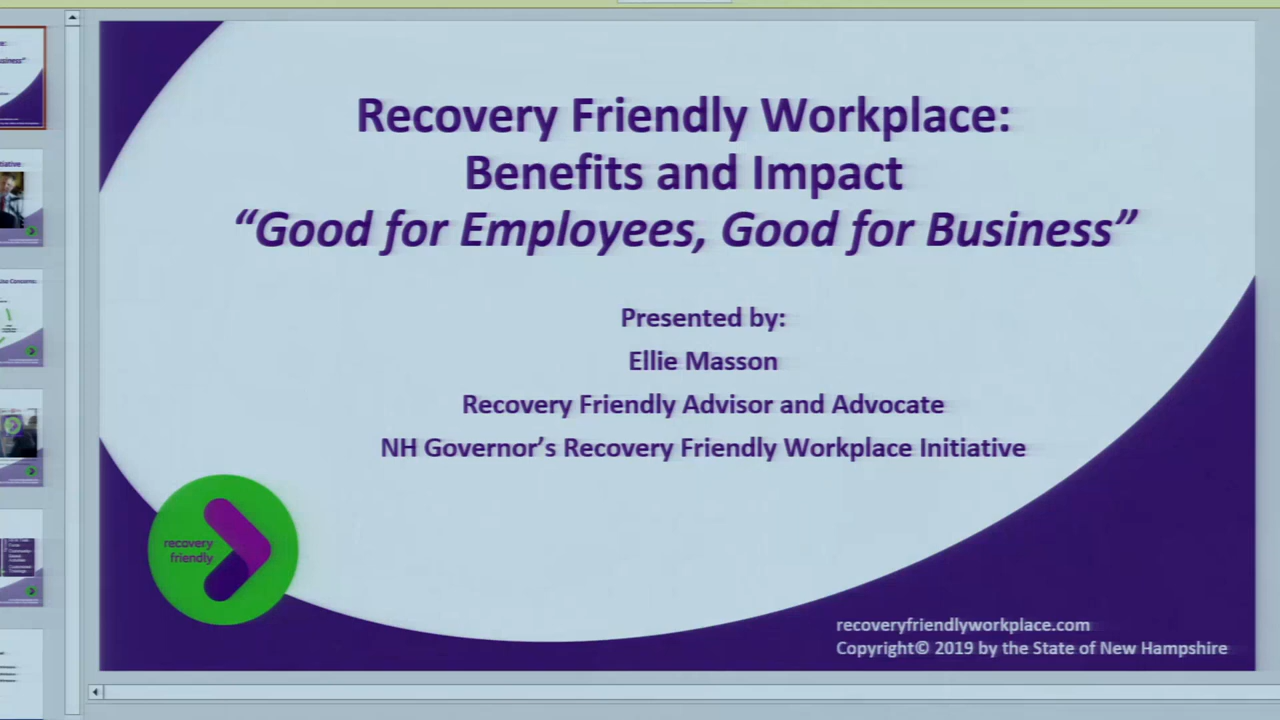 Recovery Friendly Workplace:
Benefits and Impact
“Good for Employees, Good for Business”
Presented by:
Ellie Masson
Recovery Friendly Advisor and Advocate
NH Governor’s Recovery Friendly Workplace Initiative
recovery
friendly
recoveryfriendlyworkplace.com
Copyright© 2019 by the State of New Hampshire